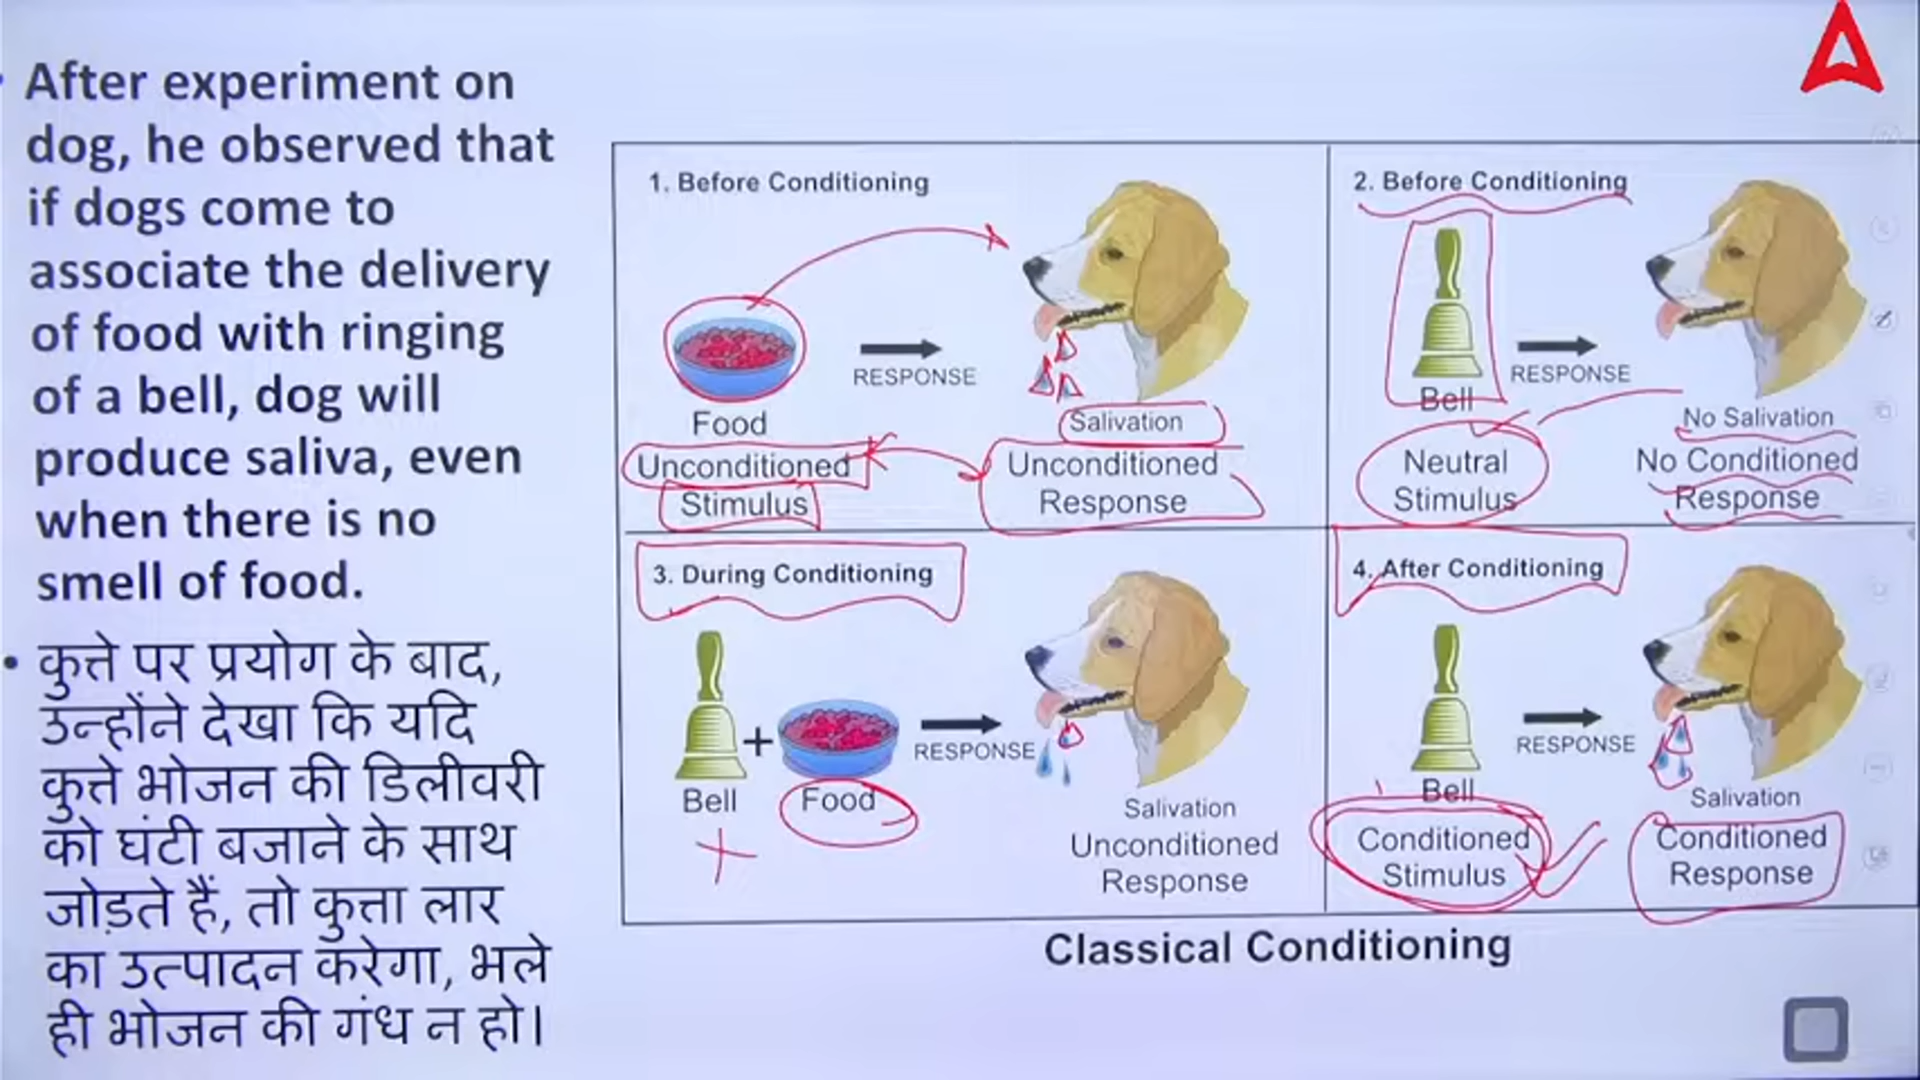 After experiment on
dog, he observed that
if dogs come to
associate the delivery
of food with ringing
of a bell, dog will
produce saliva, even
when there is no
smell of food.
कुत्ते पर प्रयोग के बाद,
उन्होंने देखा कि यदि
कुत्ते भोजन की डिलीवरी
को घंटी बजाने के साथ
जोड़ते हैं, तो कुत्ता लार
का उत्पादन करेगा, भले
ही भोजन की गंध न हो।
1. Before Conditioning
RESPONSE
Food
Salivation
Unconditioned
Stimulus
Unconditioned
Response
2. Before Conditioning
RESPONSE
Bell
No Salivation
Neutral
Stimulus
No Conditioned
Response
3. During Conditioning
+
RESPONSE
Bell
Food
Salivation
Unconditioned
Response
4. After Conditioning
RESPONSE
Bell
Salivation
Conditioned
Stimulus
Conditioned
Response
Classical Conditioning